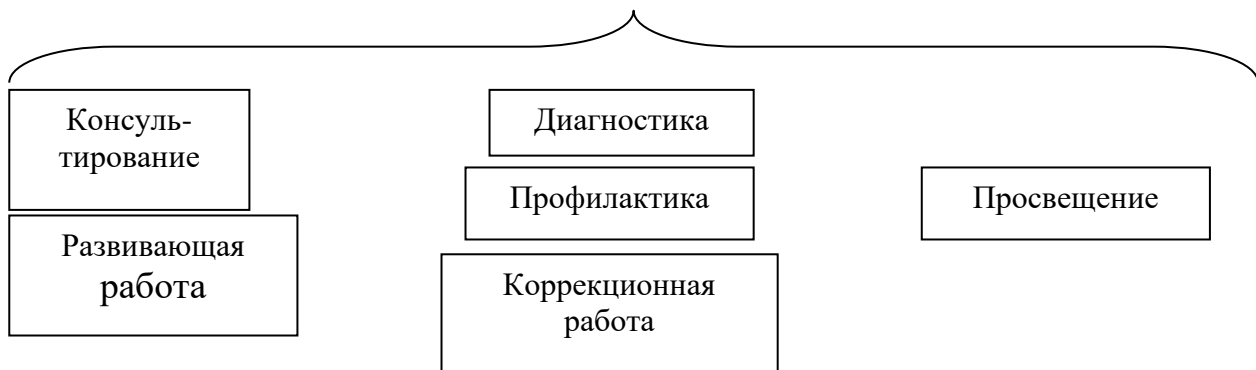 Консуль-
тирование
Развивающая
работа
Диагностика
Профилактика
Коррекционная
работа
Просвещение